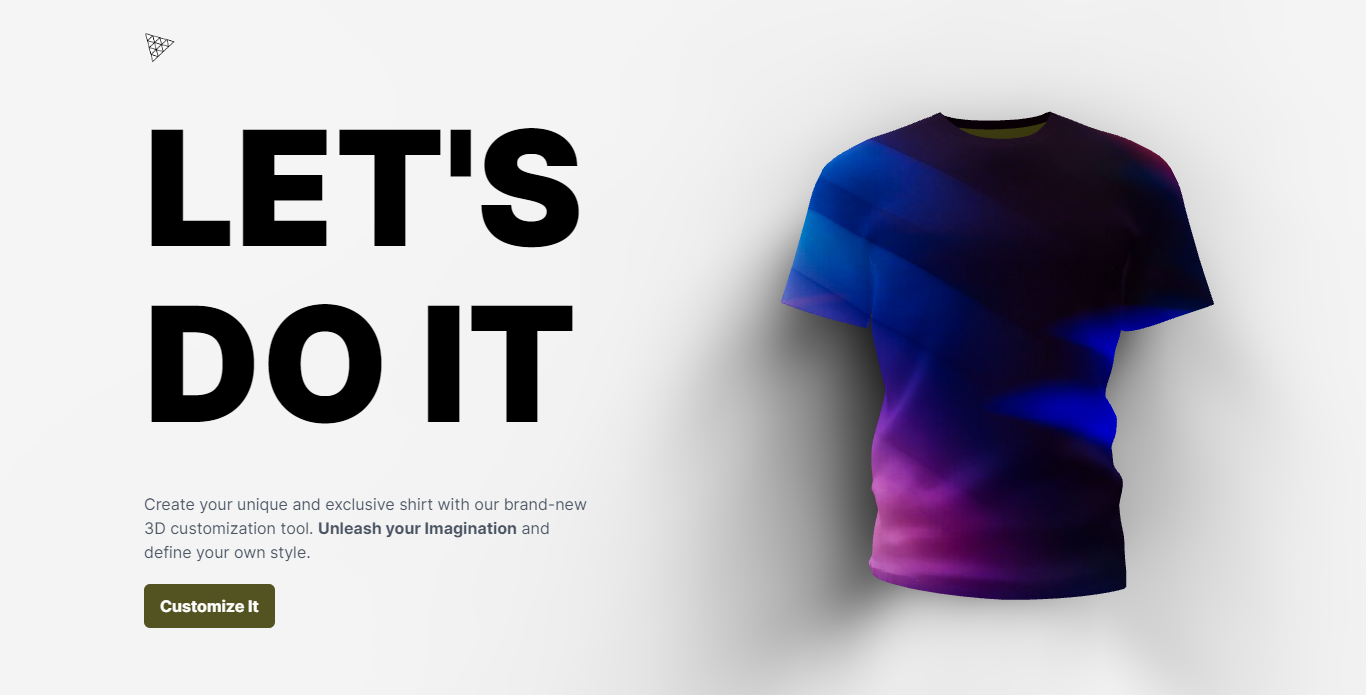 LET'S
DO IT
Create your unique and exclusive shirt with our brand-new
3D customization tool. Unleash your Imagination and
define your own style.
Customize It